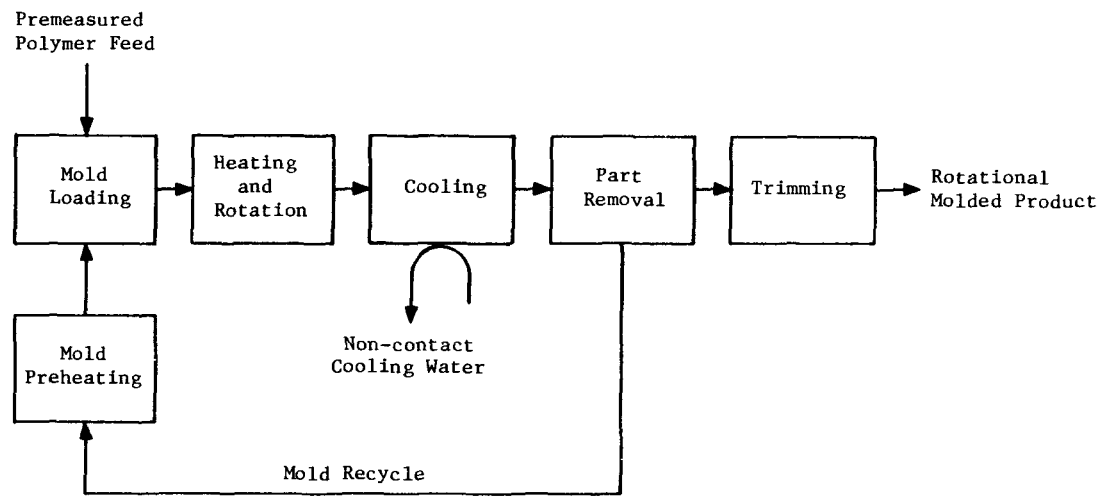 Premeasured
Polymer Feed
Mold
Loading
Heating
and
Rotation
Cooling
Part
Removal
Trimming
Rotational
Molded Product
Mold
Preheating
Non-contact
Cooling Water
Mold Recycle